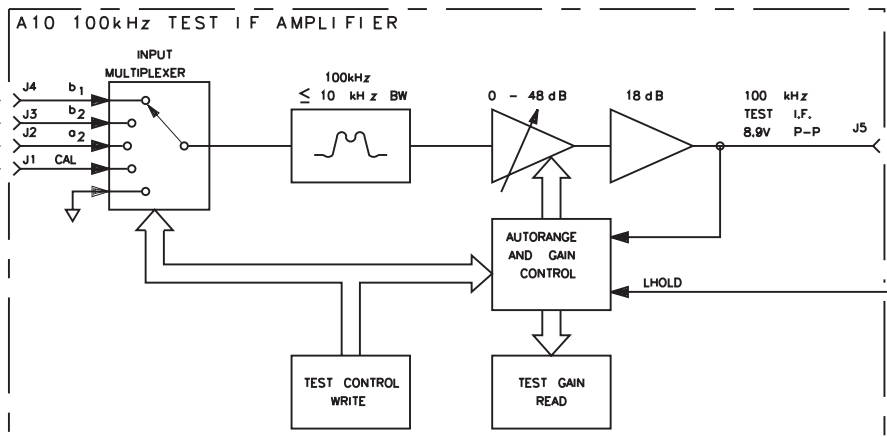 A10 100kHz TEST IF AMPLIFIER
INPUT
MULTIPLEXER
J4 b1
J3 b2
J2 a2
J1 CAL
100kHz
≤ 10 kHz BW
0 - 48 dB
18 dB
100 kHz
TEST I.F.
8.9V P-P
J5
AUTORANGE
AND GAIN
CONTROL
LHOLD
TEST CONTROL
WRITE
TEST GAIN
READ